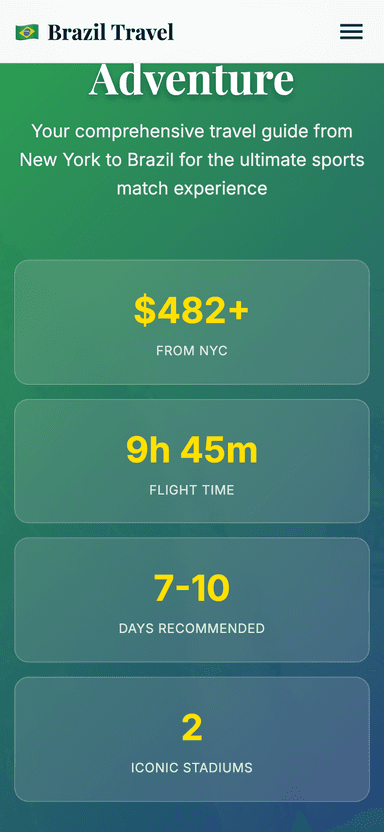 Brazil Travel
Adventure
Your comprehensive travel guide from
New York to Brazil for the ultimate sports
match experience
$482+
FROM NYC
9h 45m
FLIGHT TIME
7-10
DAYS RECOMMENDED
2
ICONIC STADIUMS